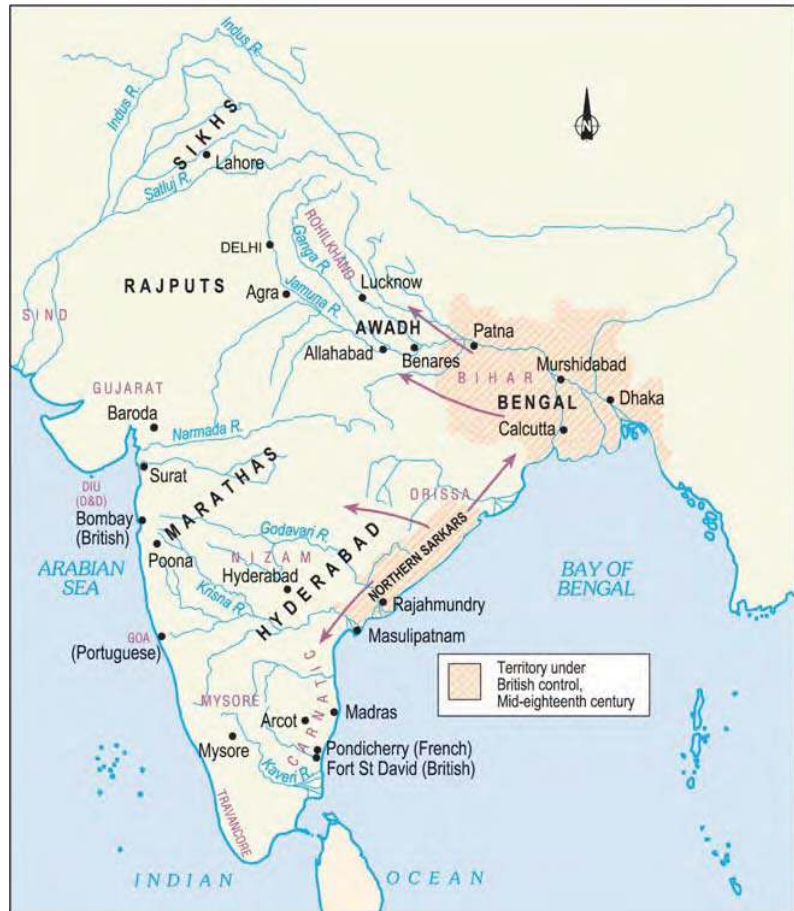 Indus R.
Indus R.
SIKHS
Lahore
Satluj R.
N
DELHI
ROHILKHAND
Ganga R.
Lucknow
RAJPUTS
Agra
Jamuna R.
SIND
AWADH
Patna
Allahabad
Benares
BIHAR
Murshidabad
GUJARAT
BENGAL
Dhaka
Baroda
Calcutta
Narmada R.
Surat
DIU
(D&D)
ORISSA
MARATHAS
Bombay
(British)
Godavari R.
NORTHERN SARKARS
Poona
NIZAM
HYDERABAD
ARABIAN
SEA
Hyderabad
BAY OF
BENGAL
Krisna R.
Rajahmundry
GOA
(Portuguese)
Masulipatnam
Territory under
British control,
Mid-eighteenth century
CARNATIC
MYSORE
Arcot
Madras
Mysore
Pondicherry (French)
Fort St David (British)
Kaveri R.
TRAVANCORE
INDIAN OCEAN